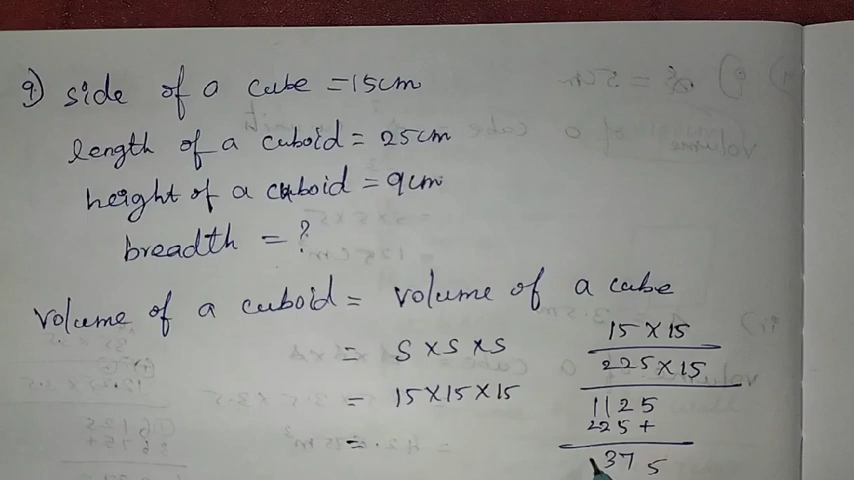 9) side of a cube = 15cm
length of a cuboid = 25cm
height of a cuboid = 9cm
breadth = ?
volume of a cuboid = volume of a cube
= S × S × S
= 15 × 15 × 15
=
15 × 15
225 × 15
1125
225 +
375